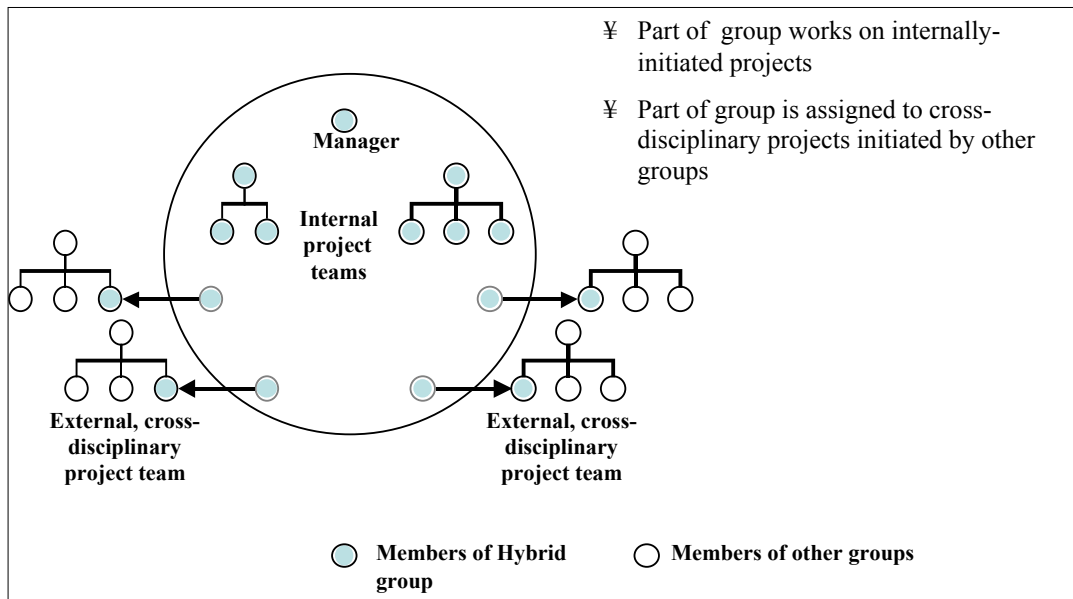 ¥ Part of group works on internally-
initiated projects
¥ Part of group is assigned to cross-
disciplinary projects initiated by other
groups
Manager
Internal
project
teams
External, cross-
disciplinary
project team
External, cross-
disciplinary
project team
Members of Hybrid
group
Members of other groups